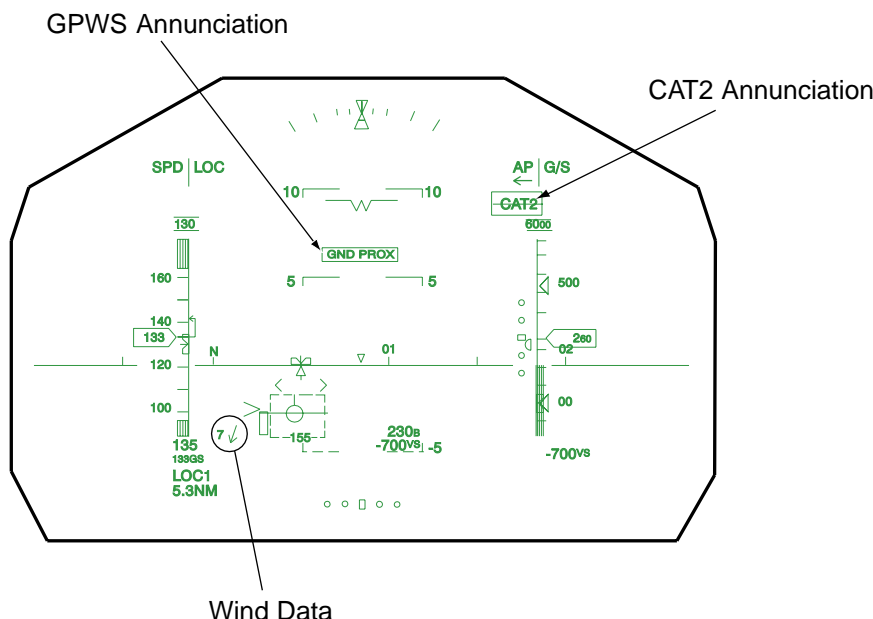 GPWS Annunciation
CAT2 Annunciation
SPD LOC
AP G/S
←
10 10
CAT2
130
6000
GND PROX
160
5 5
500
140
133
260
N 01 02
120
100
00
7
155
230B
-700VS
-5
135
133GS
-700VS
LOC1
5.3NM
Wind Data